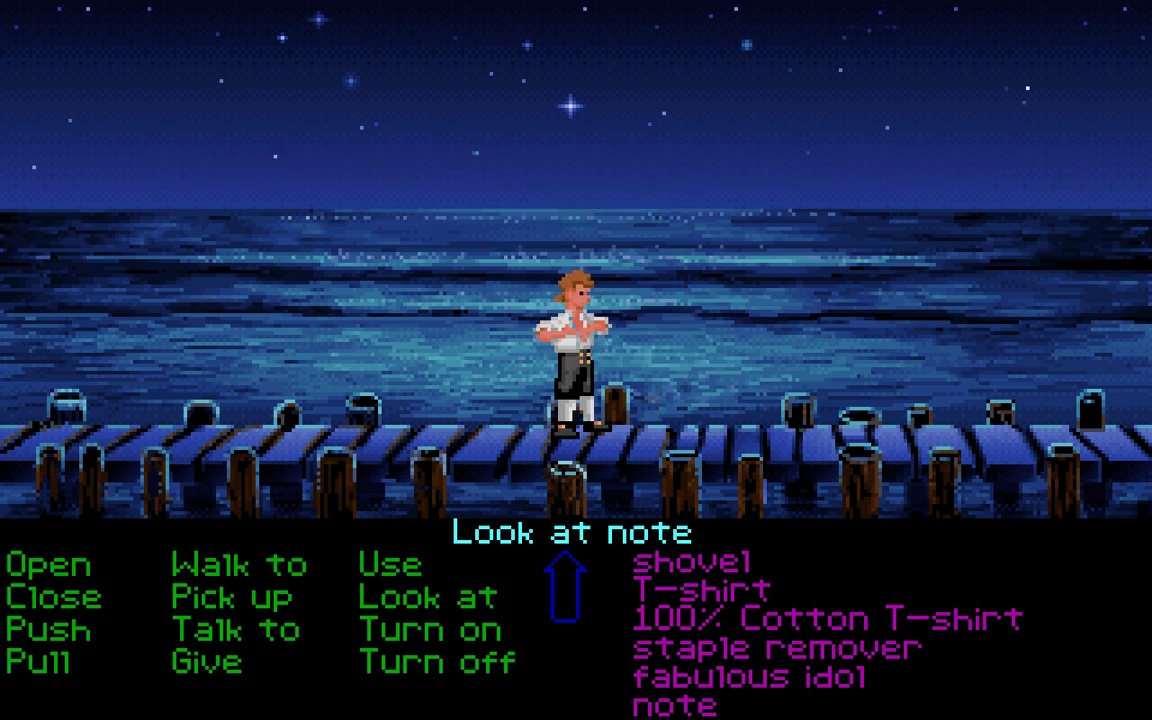 Look at note
Open Walk to Use
Close Pick up Look at
Push Talk to Turn on
Pull Give Turn off
shovel
T-shirt
100% Cotton T-shirt
staple remover
fabulous idol
note